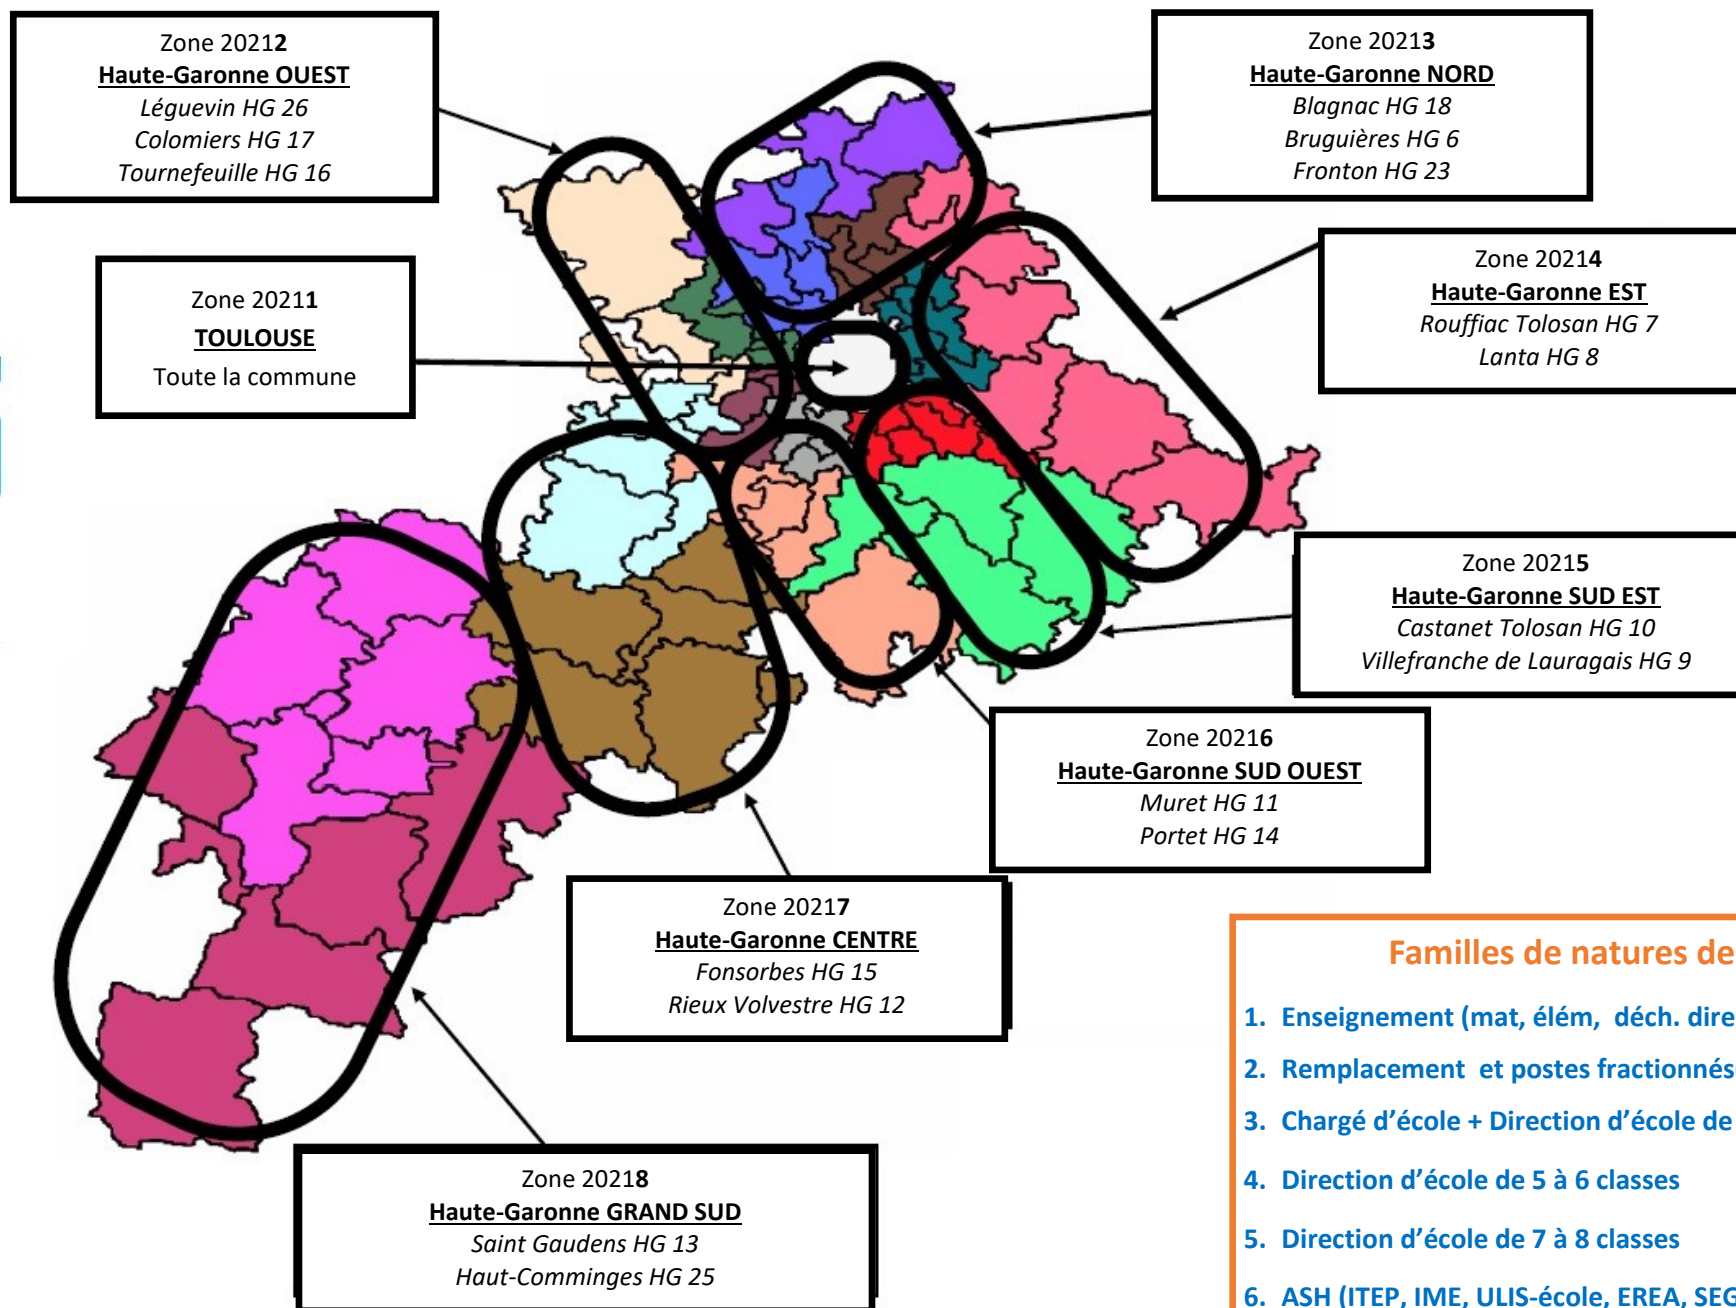 Zone 20212
Haute-Garonne OUEST
Léguevin HG 26
Colomiers HG 17
Tournefeuille HG 16
Zone 20213
Haute-Garonne NORD
Blagnac HG 18
Bruguières HG 6
Fronton HG 23
Zone 20211
TOULOUSE
Toute la commune
Zone 20214
Haute-Garonne EST
Rouffiac Tolosan HG 7
Lanta HG 8
Zone 20215
Haute-Garonne SUD EST
Castanet Tolosan HG 10
Villefranche de Lauragais HG 9
Zone 20216
Haute-Garonne SUD OUEST
Muret HG 11
Portet HG 14
Zone 20217
Haute-Garonne CENTRE
Fonsorbes HG 15
Rieux Volvestre HG 12
Zone 20218
Haute-Garonne GRAND SUD
Saint Gaudens HG 13
Haut-Comminges HG 25
Familles de natures de
1. Enseignement (mat, élém, déch. dire
2. Remplacement et postes fractionnés
3. Chargé d'école + Direction d'école de
4. Direction d'école de 5 à 6 classes
5. Direction d'école de 7 à 8 classes
6. ASH (ITEP, IME, ULIS-école, EREA, SEG